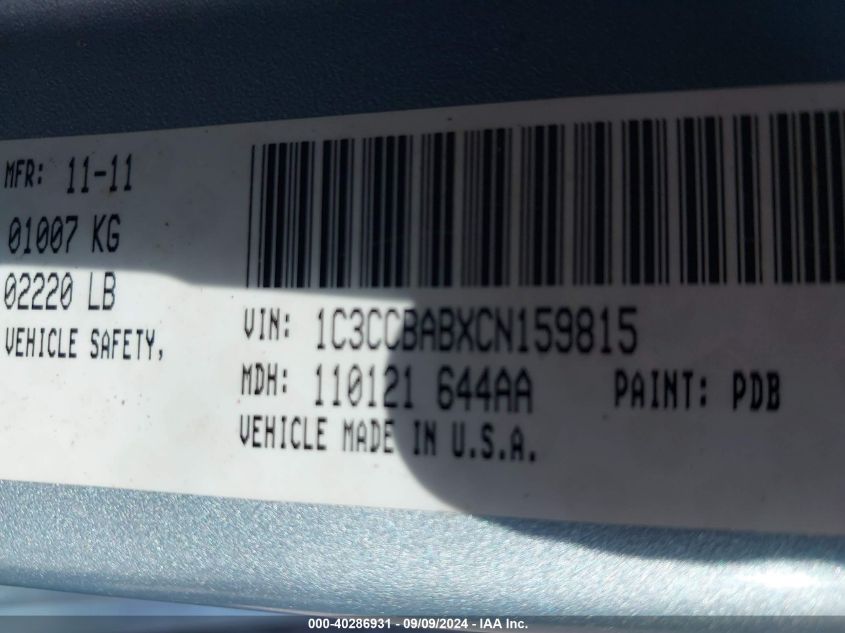 MFR: 11-11
01007 KG
02220 LB
VEHICLE SAFETY,
VIN: 1C3CCBABXCN159815
MDH: 110121 644AA PAINT: PDB
VEHICLE MADE IN U.S.A.
000-40286931 - 09/09/2024 - IAA Inc.